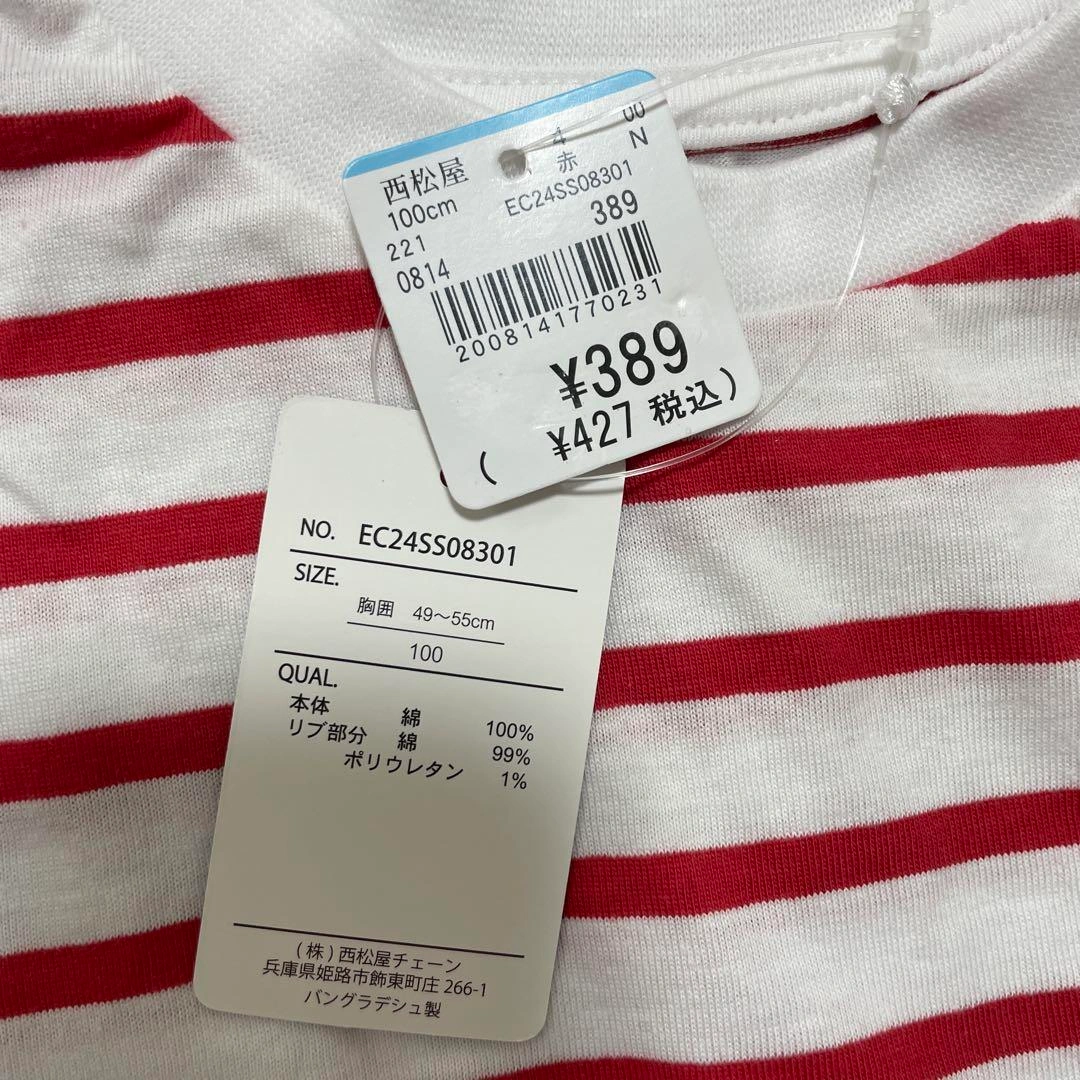 4 00
赤 N
西松屋
100cm EC24SS08301
221 389
0814
2008141770231
¥389
(¥427 税込)
NO. EC24SS08301
SIZE.
胸囲 49〜55cm
100
QUAL.
本体 綿 100%
リブ部分 綿 99%
ポリウレタン 1%
(株)西松屋チェーン
兵庫県姫路市飾東町庄266-1
バングラデシュ製